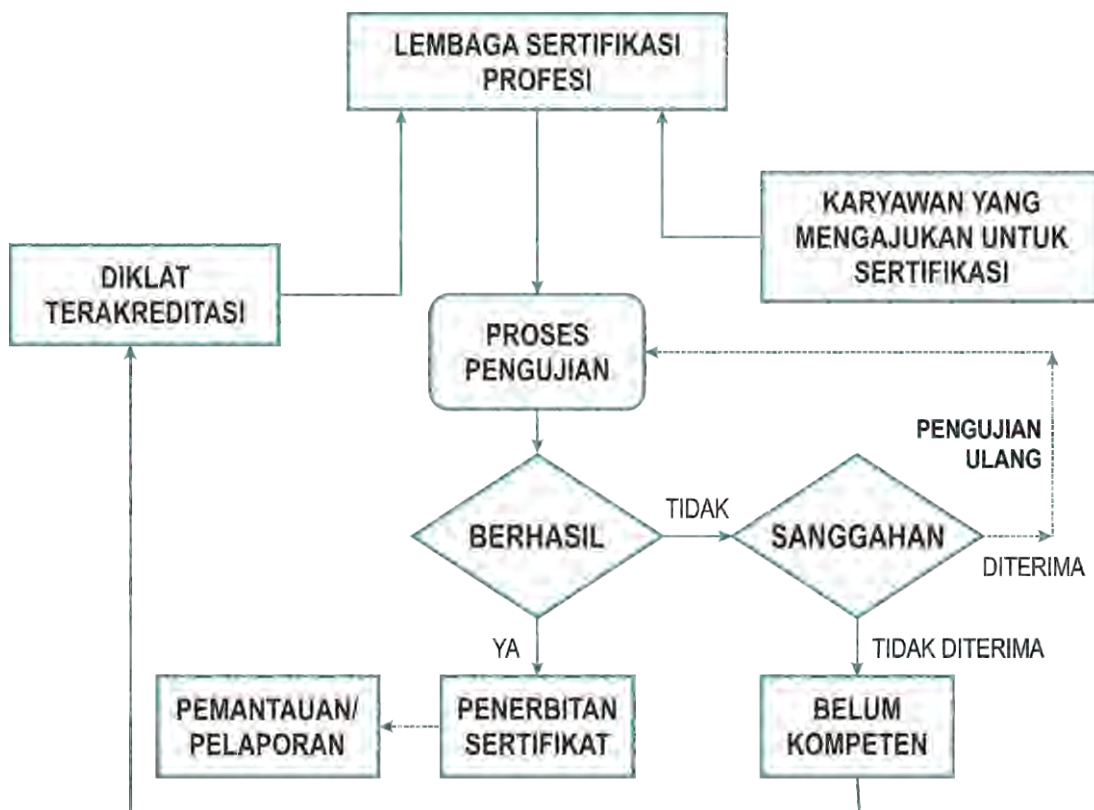 LEMBAGA SERTIFIKASI
PROFESI
KARYAWAN YANG
MENGAJUKAN UNTUK
SERTIFIKASI
DIKLAT
TERAKREDITASI
PROSES
PENGUJIAN
PENGUJIAN
ULANG
BERHASIL
TIDAK
SANGGAHAN
DITERIMA
YA
TIDAK DITERIMA
PEMANTAUAN/
PELAPORAN
PENERBITAN
SERTIFIKAT
BELUM
KOMPETEN